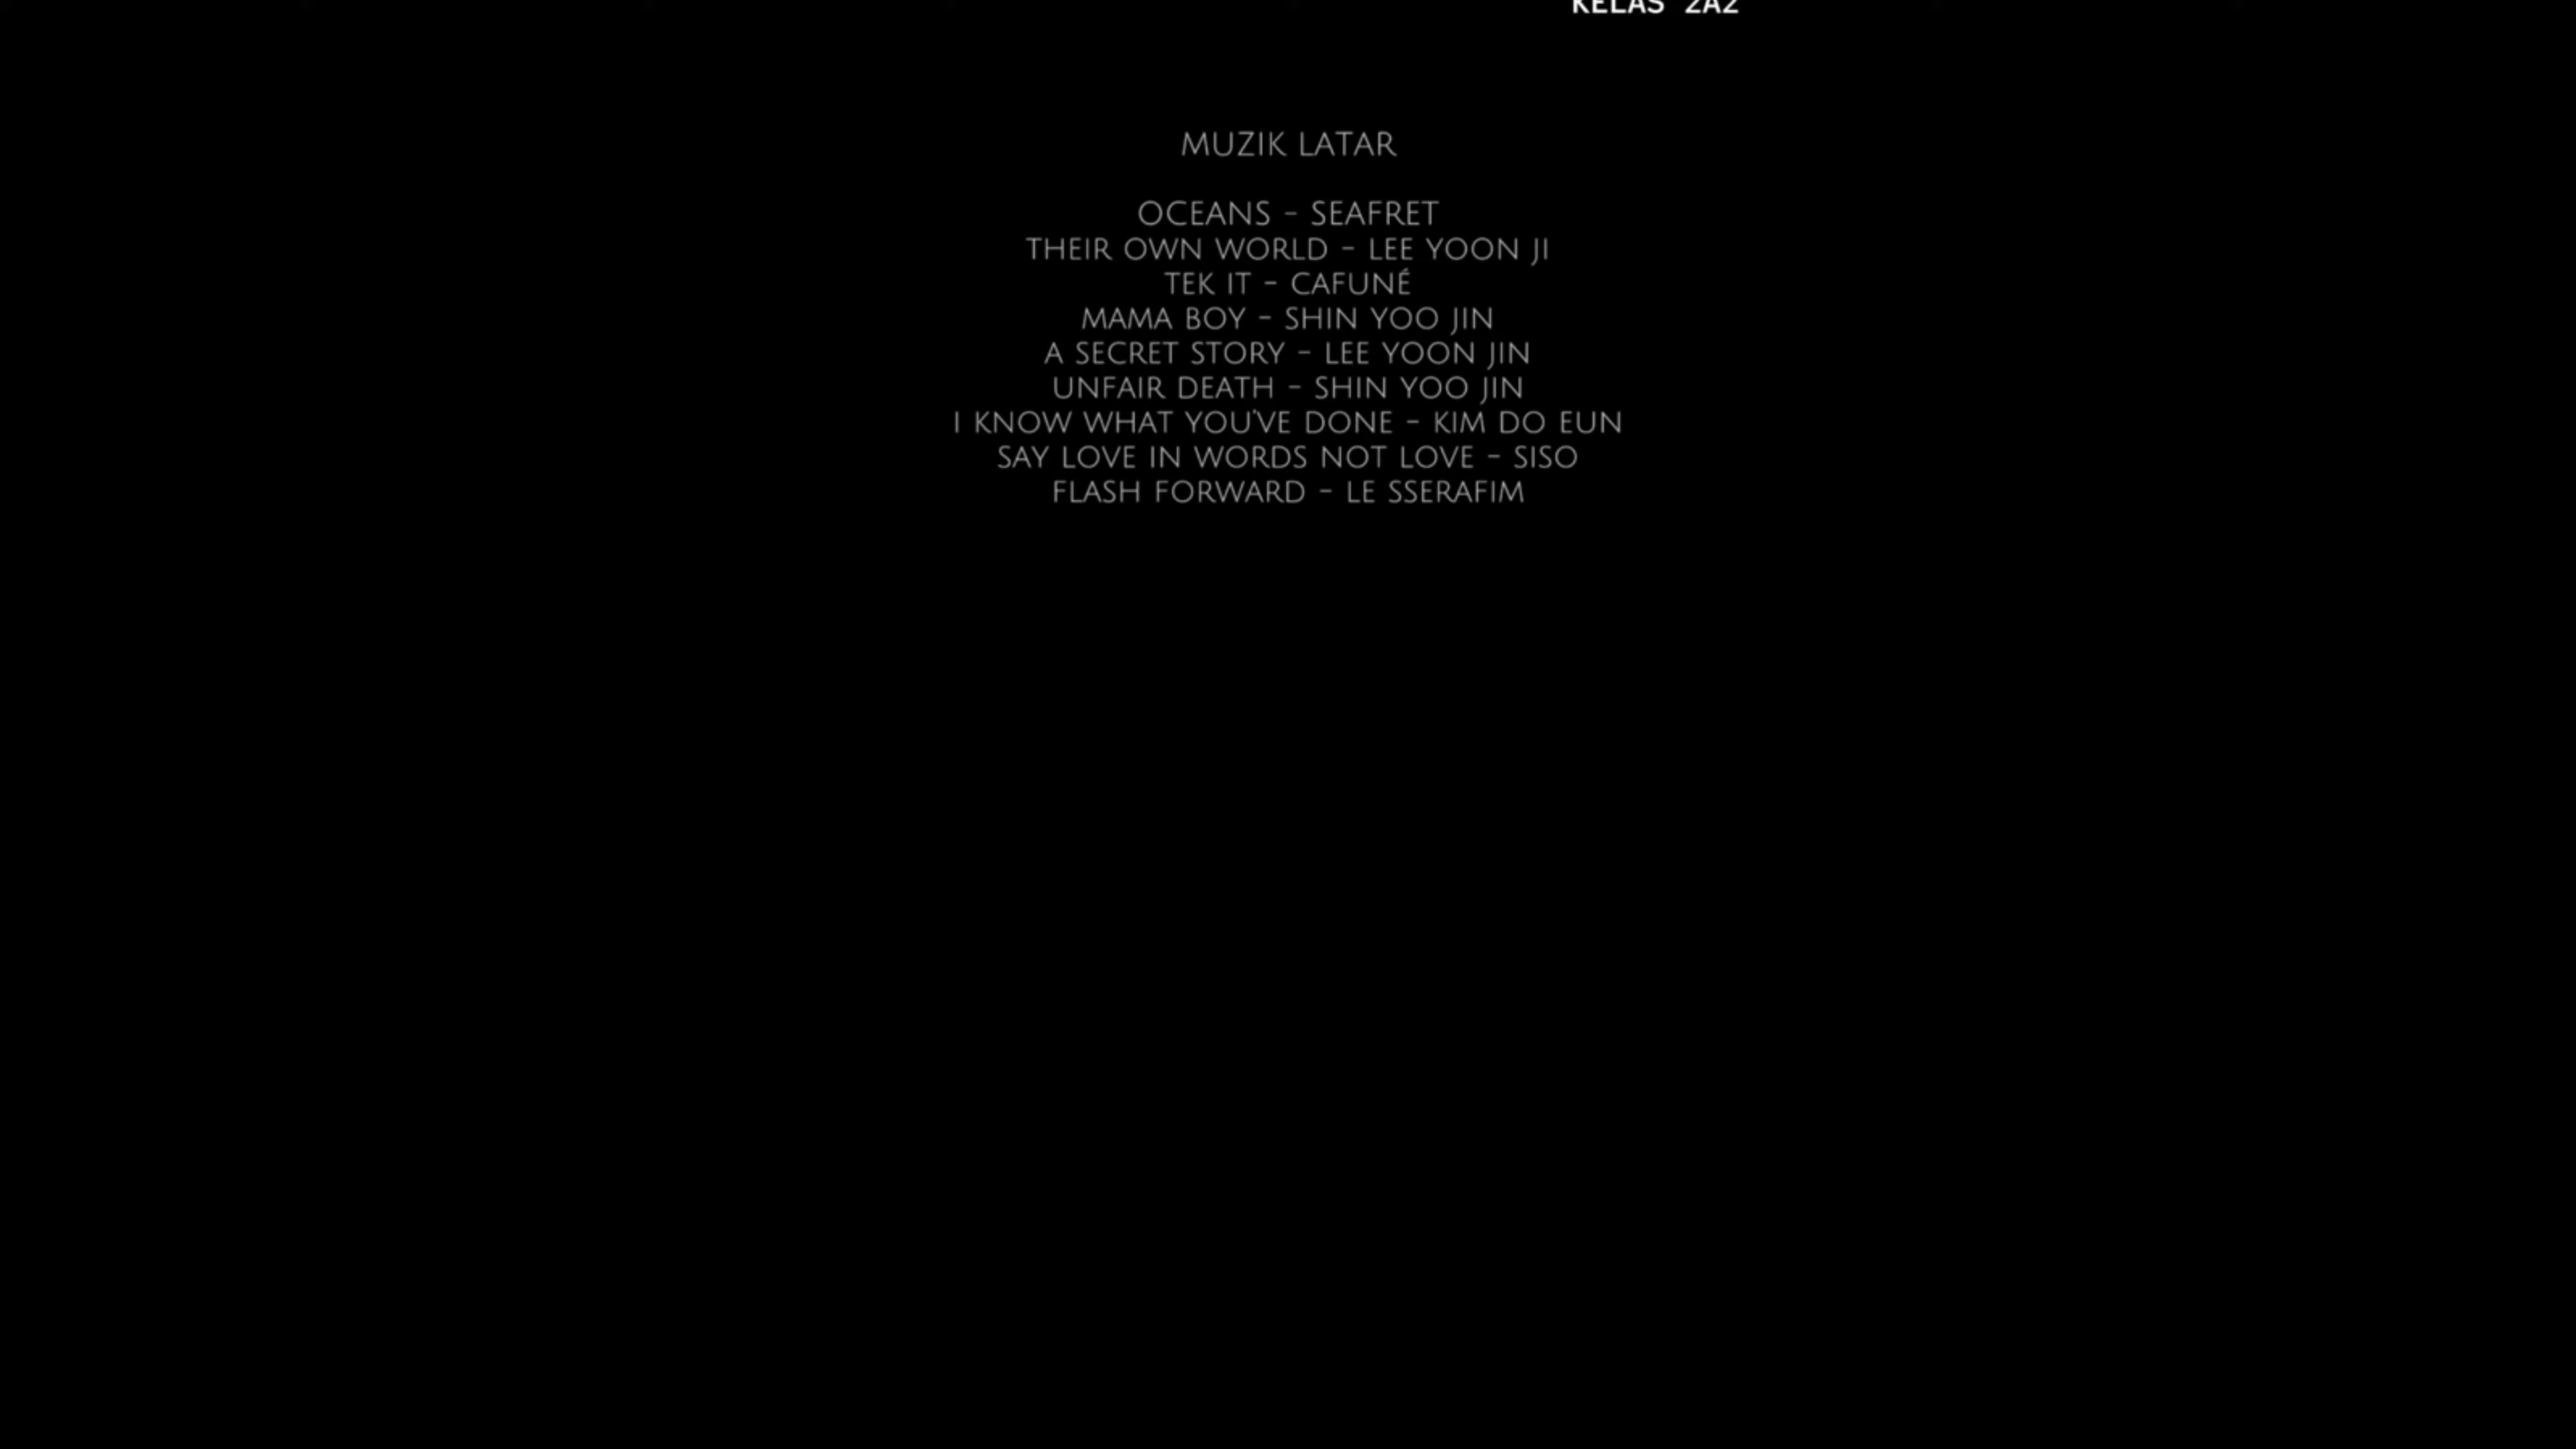 KELAS 2A2
MUZIK LATAR
OCEANS - SEAFRET
THEIR OWN WORLD - LEE YOON JI
TEK IT - CAFUNÉ
MAMA BOY - SHIN YOO JIN
A SECRET STORY - LEE YOON JIN
UNFAIR DEATH - SHIN YOO JIN
I KNOW WHAT YOU'VE DONE - KIM DO EUN
SAY LOVE IN WORDS NOT LOVE - SISO
FLASH FORWARD - LE SSERAFIM